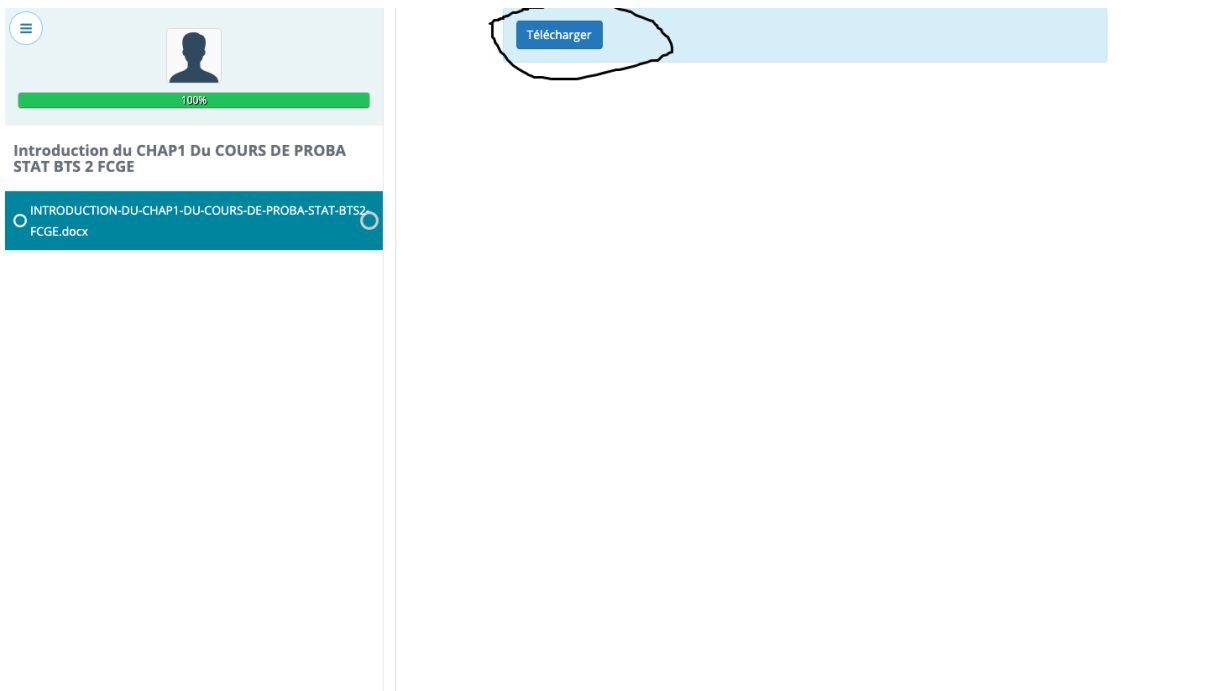 100%
Introduction du CHAP1 Du COURS DE PROBA
STAT BTS 2 FCGE
INTRODUCTION-DU-CHAP1-DU-COURS-DE-PROBA-STAT-BTS2-
FCGE.docx
Télécharger